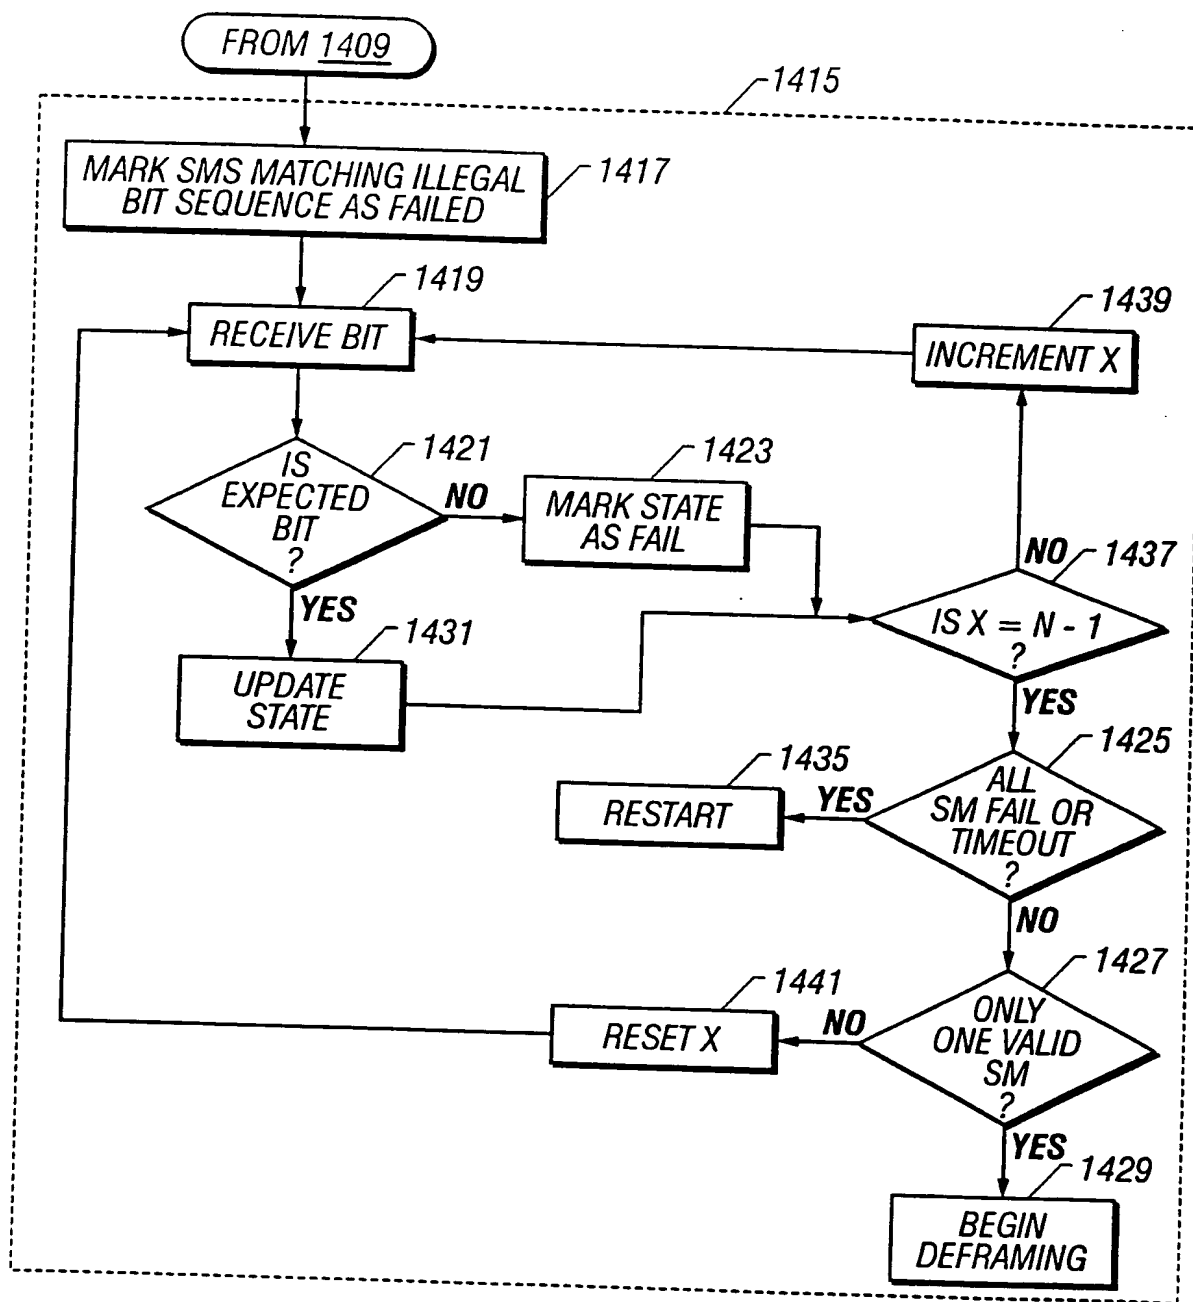 FROM 1409
1415
MARK SMS MATCHING ILLEGAL
BIT SEQUENCE AS FAILED
1417
1419
RECEIVE BIT
1439
INCREMENT X
1421
IS
EXPECTED
BIT
?
NO
1423
MARK STATE
AS FAIL
YES
NO
1437
IS X = N - 1
?
1431
UPDATE
STATE
YES
1425
ALL
SM FAIL OR
TIMEOUT
?
YES
1435
RESTART
NO
1427
ONLY
ONE VALID
SM
?
NO
1441
RESET X
YES
1429
BEGIN
DEFRAMING